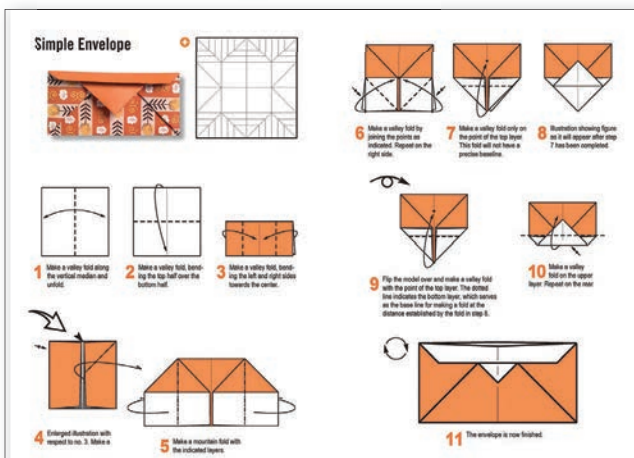 Simple Envelope
1 Make a valley fold along
the vertical median and
unfold.
2 Make a valley fold, bend-
ing the top half over the
bottom half.
3 Make a valley fold, bend-
ing the left and right sides
towards the center.
4 Enlarged illustration with
respect to no. 3. Make a
5 Make a mountain fold with
the indicated layers.
6 Make a valley fold by
joining the points as
indicated. Repeat on the
right side.
7 Make a valley fold only on
the point of the top layer.
This fold will not have a
precise baseline.
8 Illustration showing figure
as it will appear after step
7 has been completed.
9 Flip the model over and make a valley fold
with the point of the top layer. The dotted
line indicates the bottom layer, which serves
as the base line for making a fold at the
distance established by the fold in step 6.
10 Make a valley
fold on the upper
layer. Repeat on the rear.
11 The envelope is now finished.